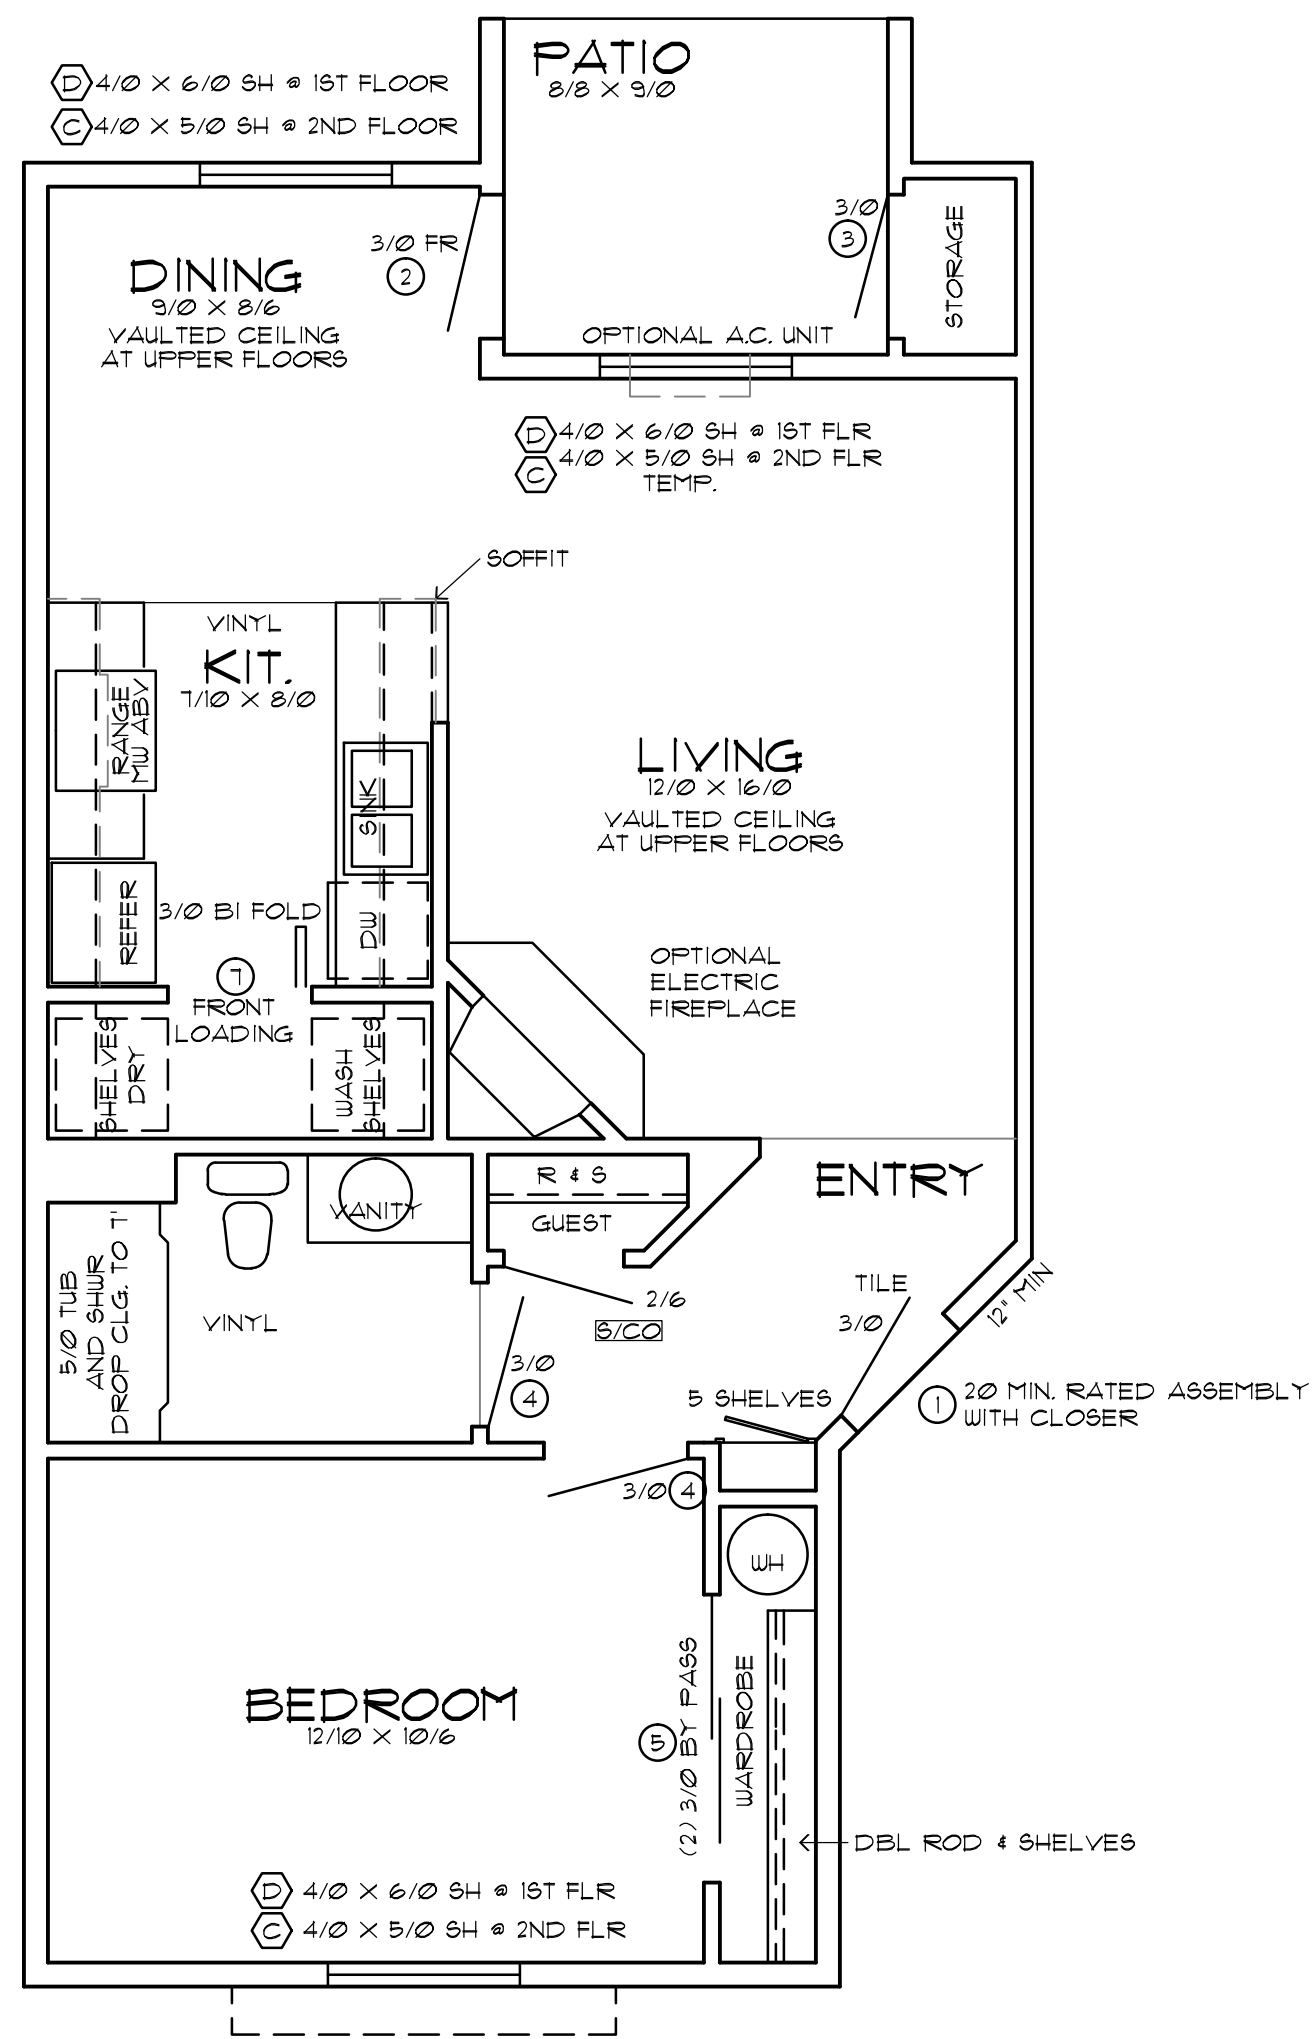 PATIO
8/8 X 9/0
D 4/0 X 6/0 SH @ 1ST FLOOR
C 4/0 X 5/0 SH @ 2ND FLOOR
3/0
3
STORAGE
3/0 FR
2
DINING
9/0 X 8/6
VAULTED CEILING
AT UPPER FLOORS
OPTIONAL A.C. UNIT
D 4/0 X 6/0 SH @ 1ST FLR
C 4/0 X 5/0 SH @ 2ND FLR
TEMP.
SOFFIT
VINYL
KIT.
7/10 X 8/0
RANGE
MW ABV
SINK
LIVING
12/0 X 16/0
VAULTED CEILING
AT UPPER FLOORS
REFER
3/0 BI FOLD
DW
7
FRONT
LOADING
OPTIONAL
ELECTRIC
FIREPLACE
SHELVES
DRY
WASH
SHELVES
ENTRY
R & S
GUEST
VANITY
5/0 TUB
AND SHWR
DROP CLG. TO 7'
VINYL
2/6
S/CO
TILE
3/0
12" MIN
3/0
4
5 SHELVES
1 20 MIN. RATED ASSEMBLY
WITH CLOSER
3/0 4
WH
BEDROOM
12/10 X 10/6
5
(2) 3/0 BY PASS
WARDROBE
DBL ROD & SHELVES
D 4/0 X 6/0 SH @ 1ST FLR
C 4/0 X 5/0 SH @ 2ND FLR